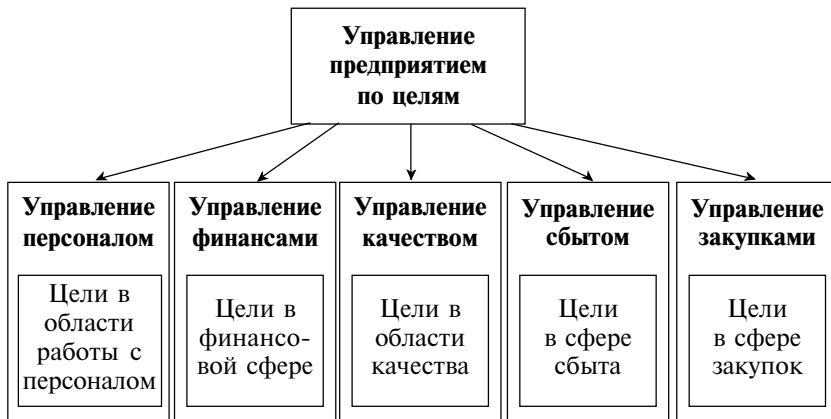 Управление
предприятием
по целям
Управление
персоналом
Цели в
области
работы с
персоналом
Управление
финансами
Цели в
финансо-
вой сфере
Управление
качеством
Цели в
области
качества
Управление
сбытом
Цели
в сфере
сбыта
Управление
закупками
Цели
в сфере
закупок